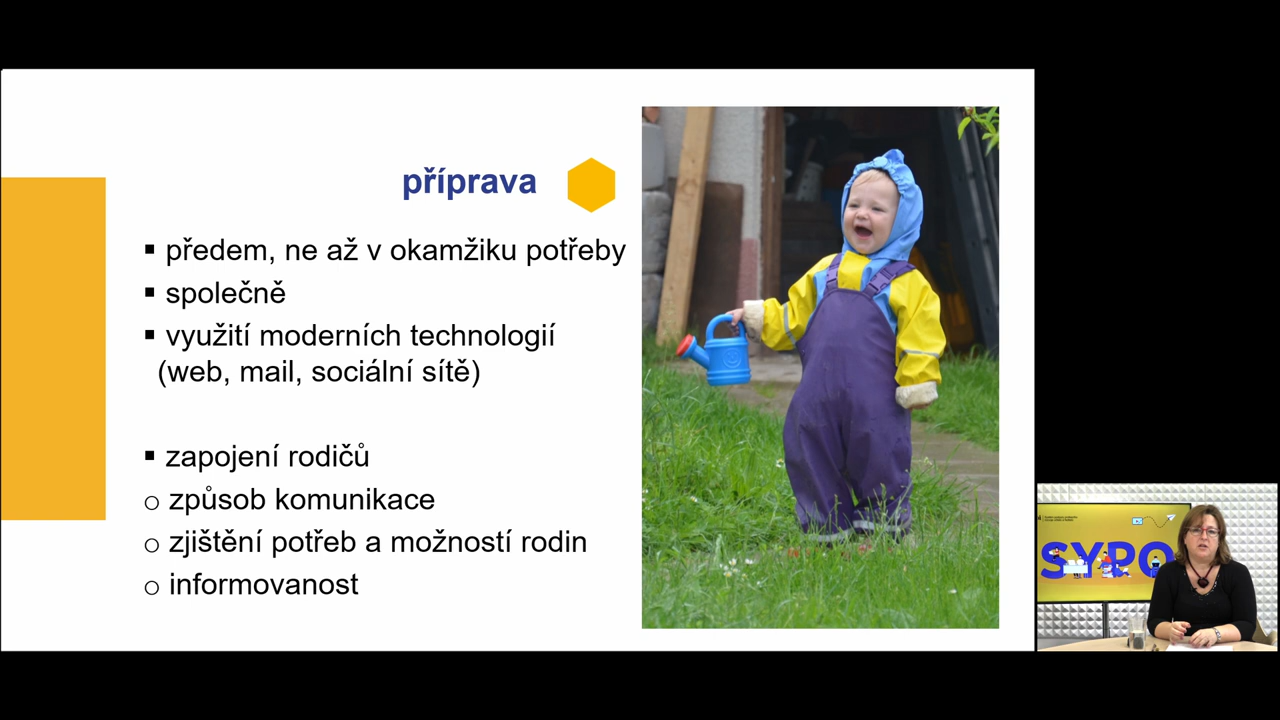 příprava
▪ předem, ne až v okamžiku potřeby
▪ společně
▪ využití moderních technologií
(web, mail, sociální sítě)
▪ zapojení rodičů
o způsob komunikace
o zjištění potřeb a možností rodin
o informovanost
SYPO